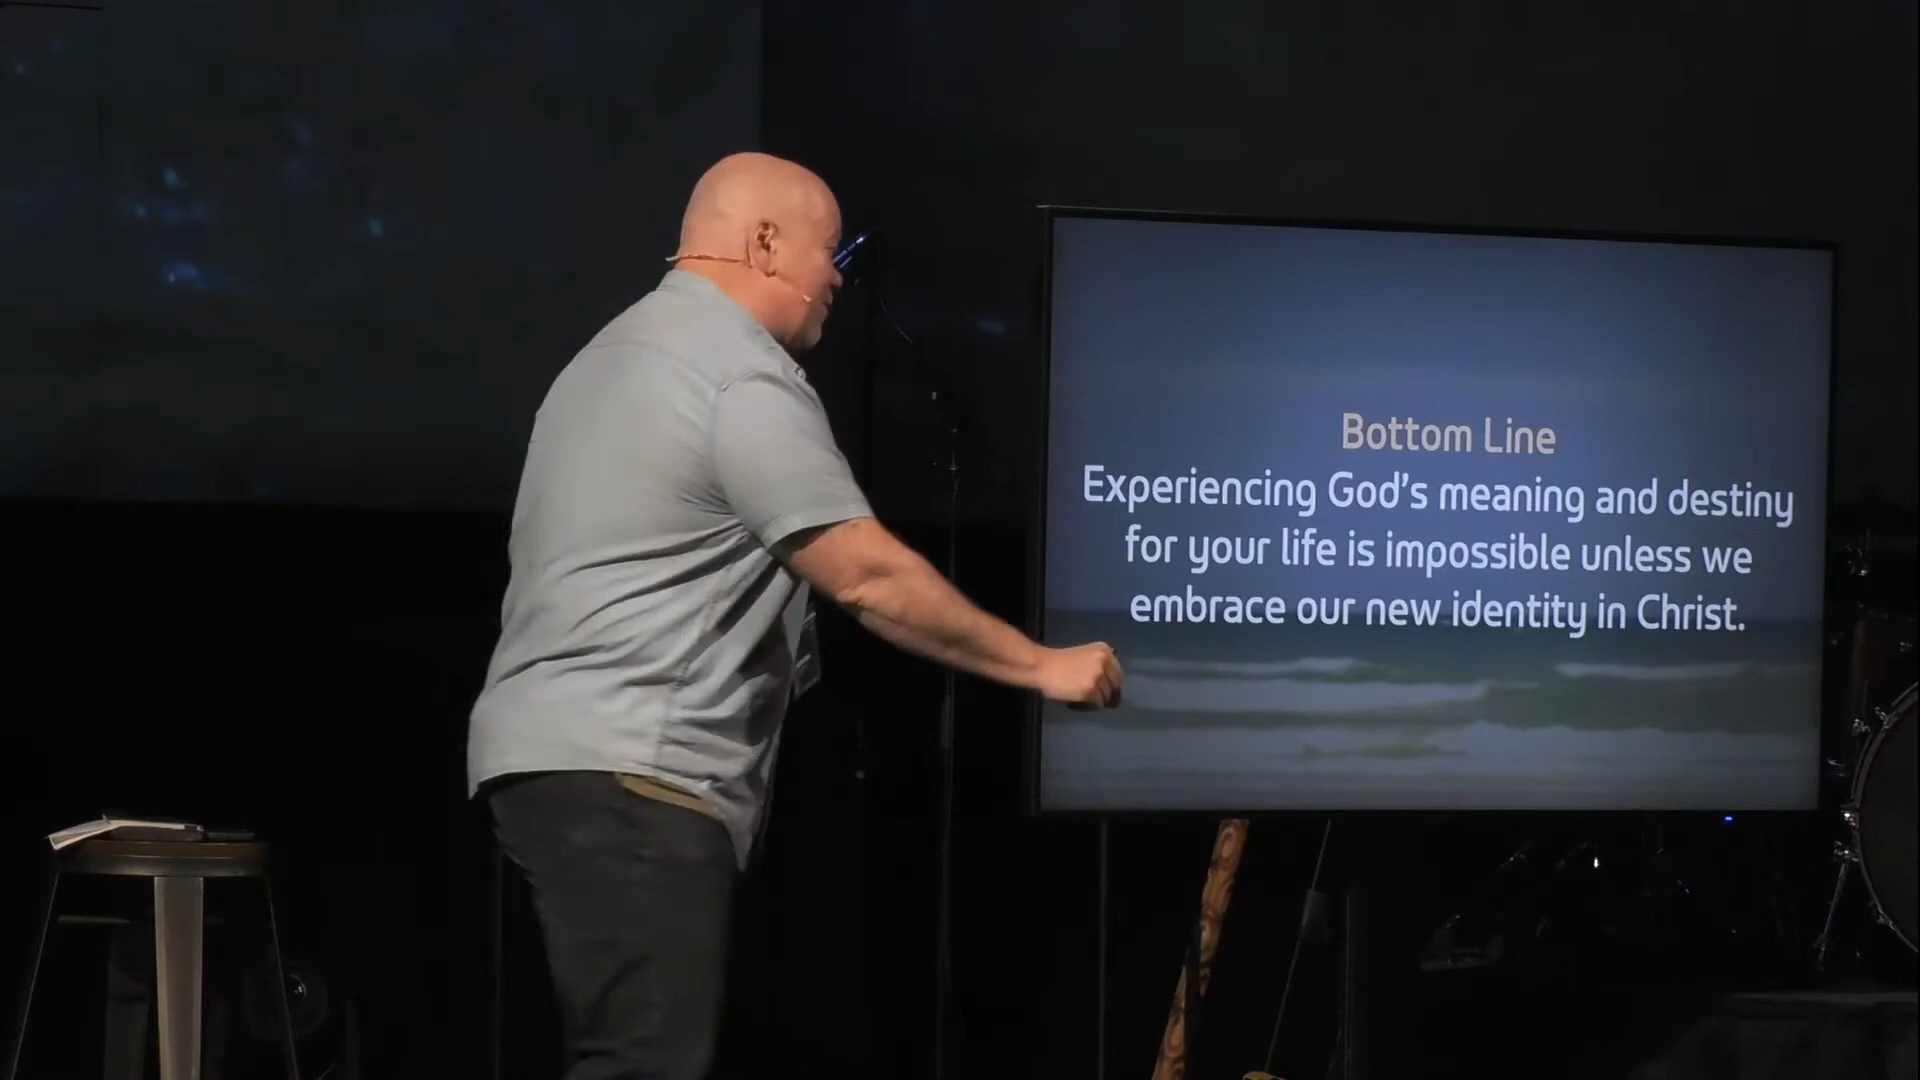 Bottom Line
Experiencing God’s meaning and destiny
for your life is impossible unless we
embrace our new identity in Christ.